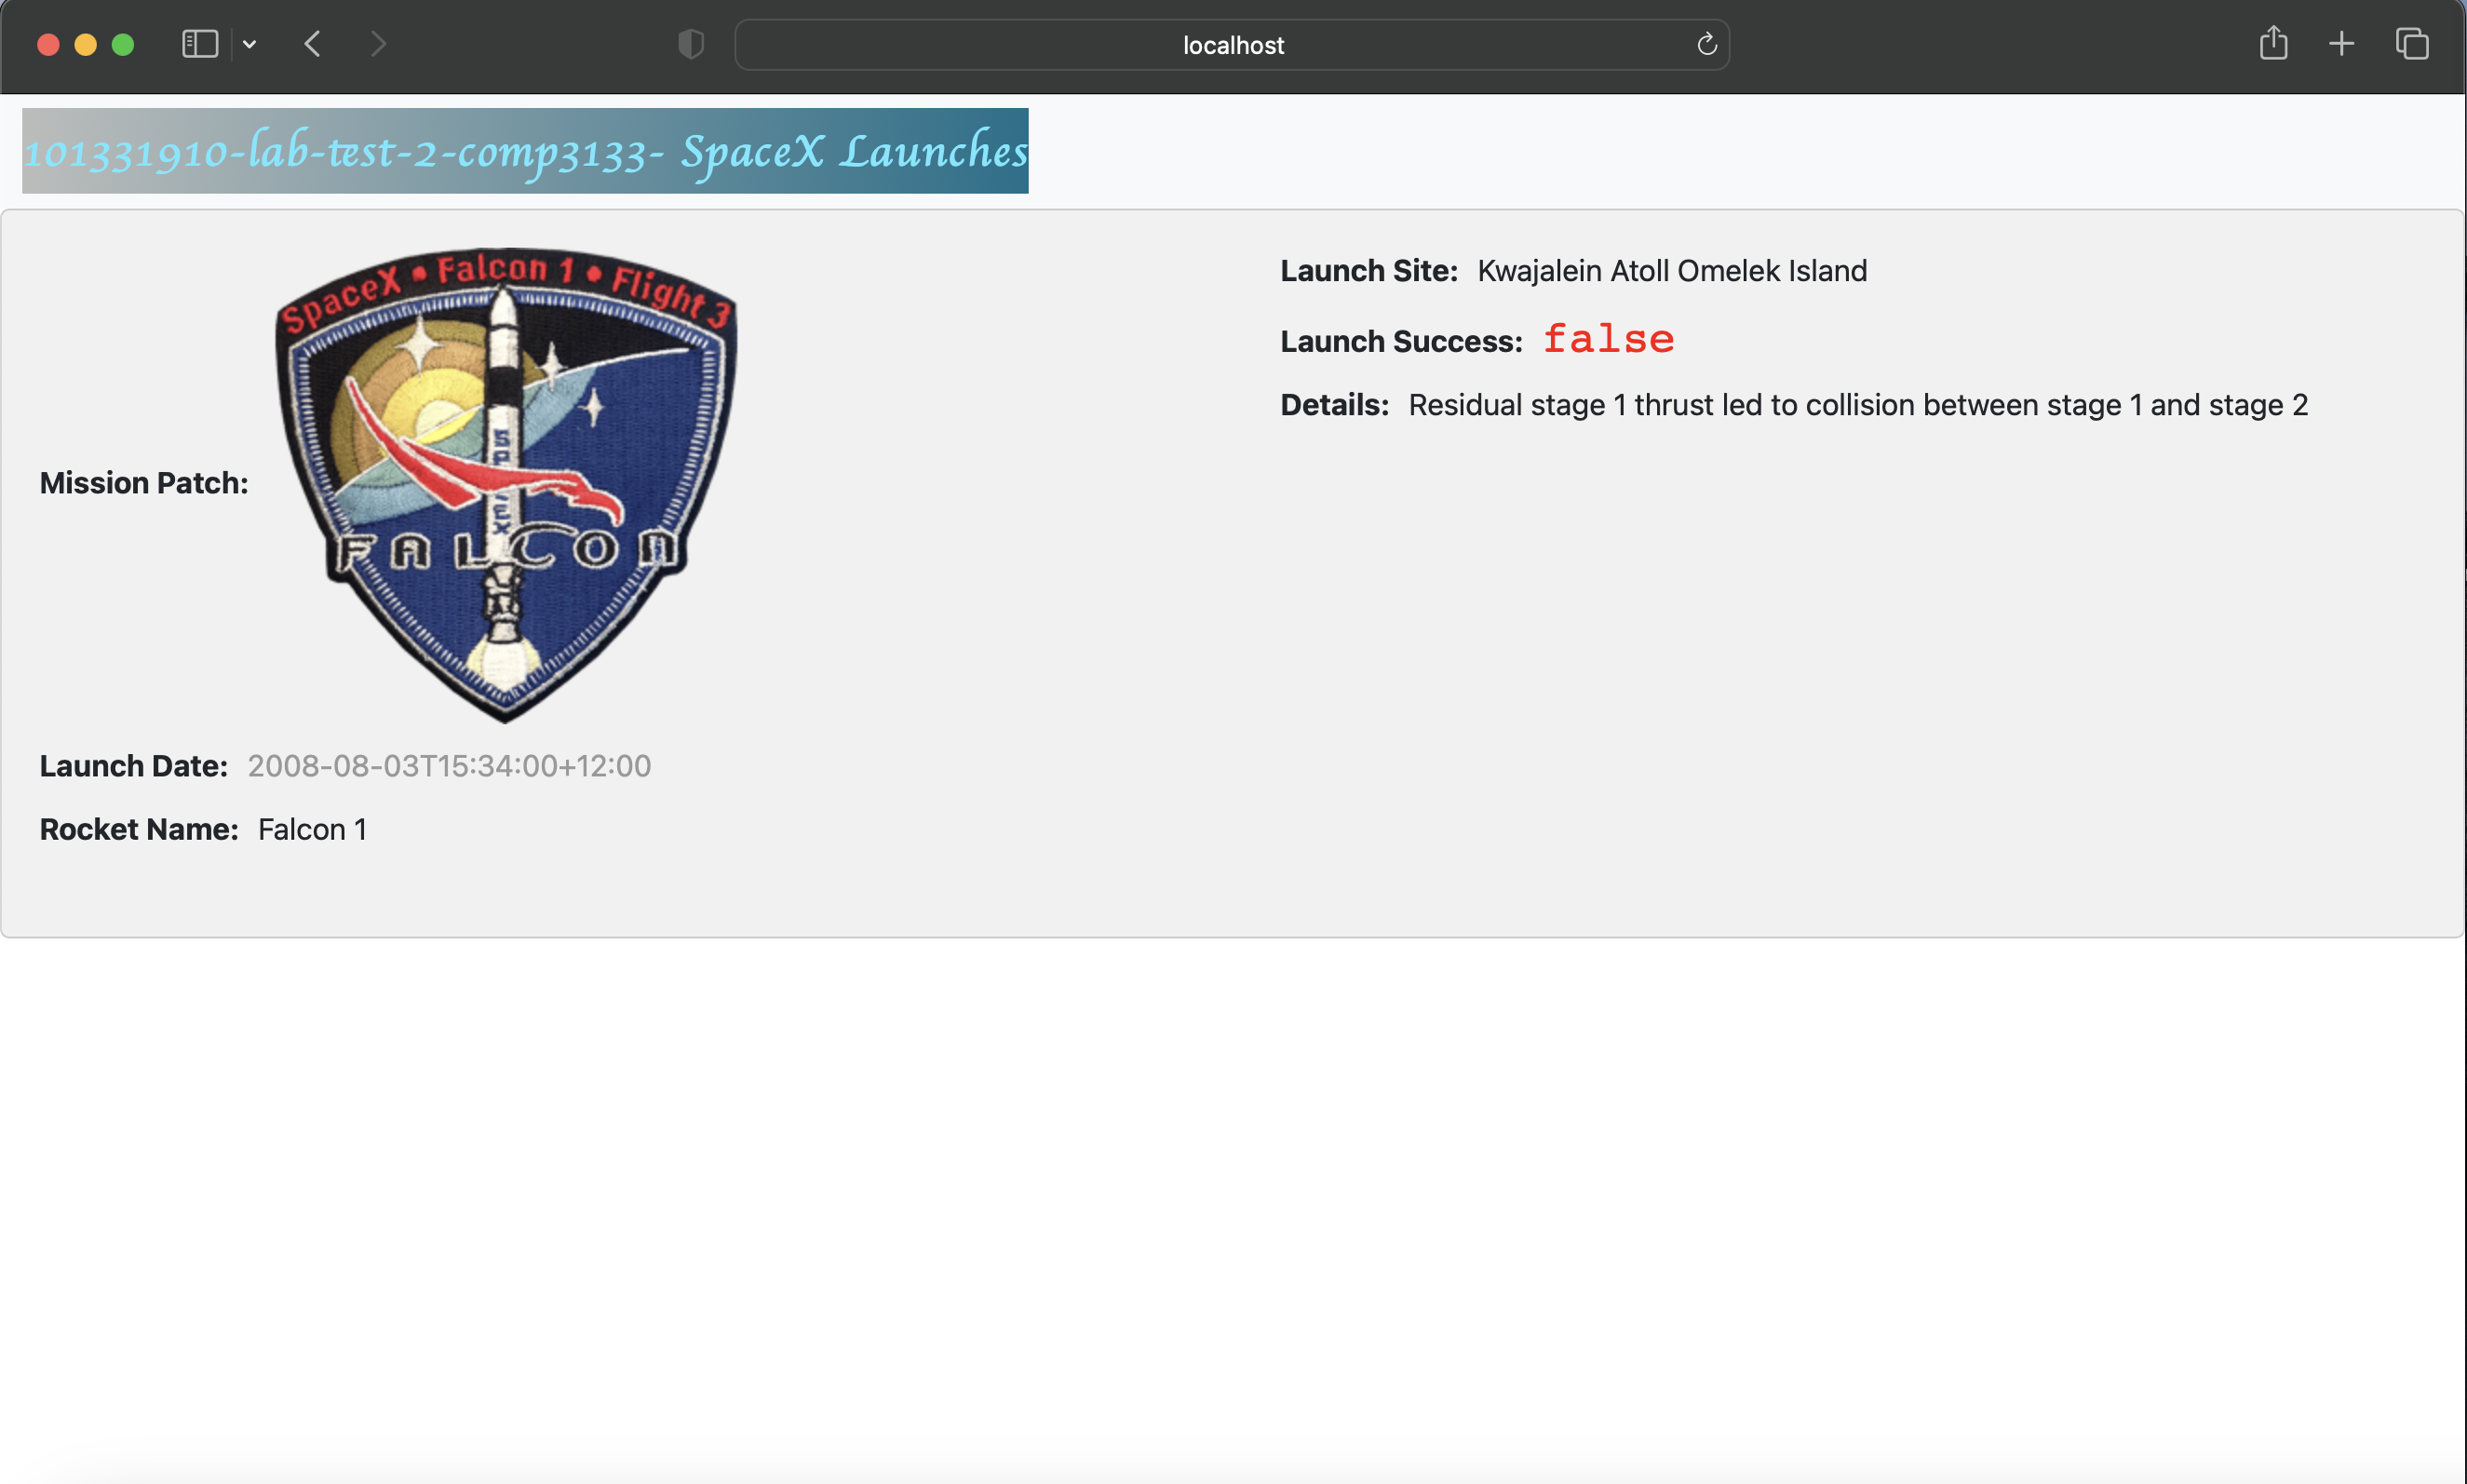 localhost
101331910-lab-test-2-comp3133- SpaceX Launches
SpaceX • Falcon 1 • Flight 3
SPACEX
FALCON
Mission Patch:
Launch Date: 2008-08-03T15:34:00+12:00
Rocket Name: Falcon 1
Launch Site: Kwajalein Atoll Omelek Island
Launch Success: false
Details: Residual stage 1 thrust led to collision between stage 1 and stage 2